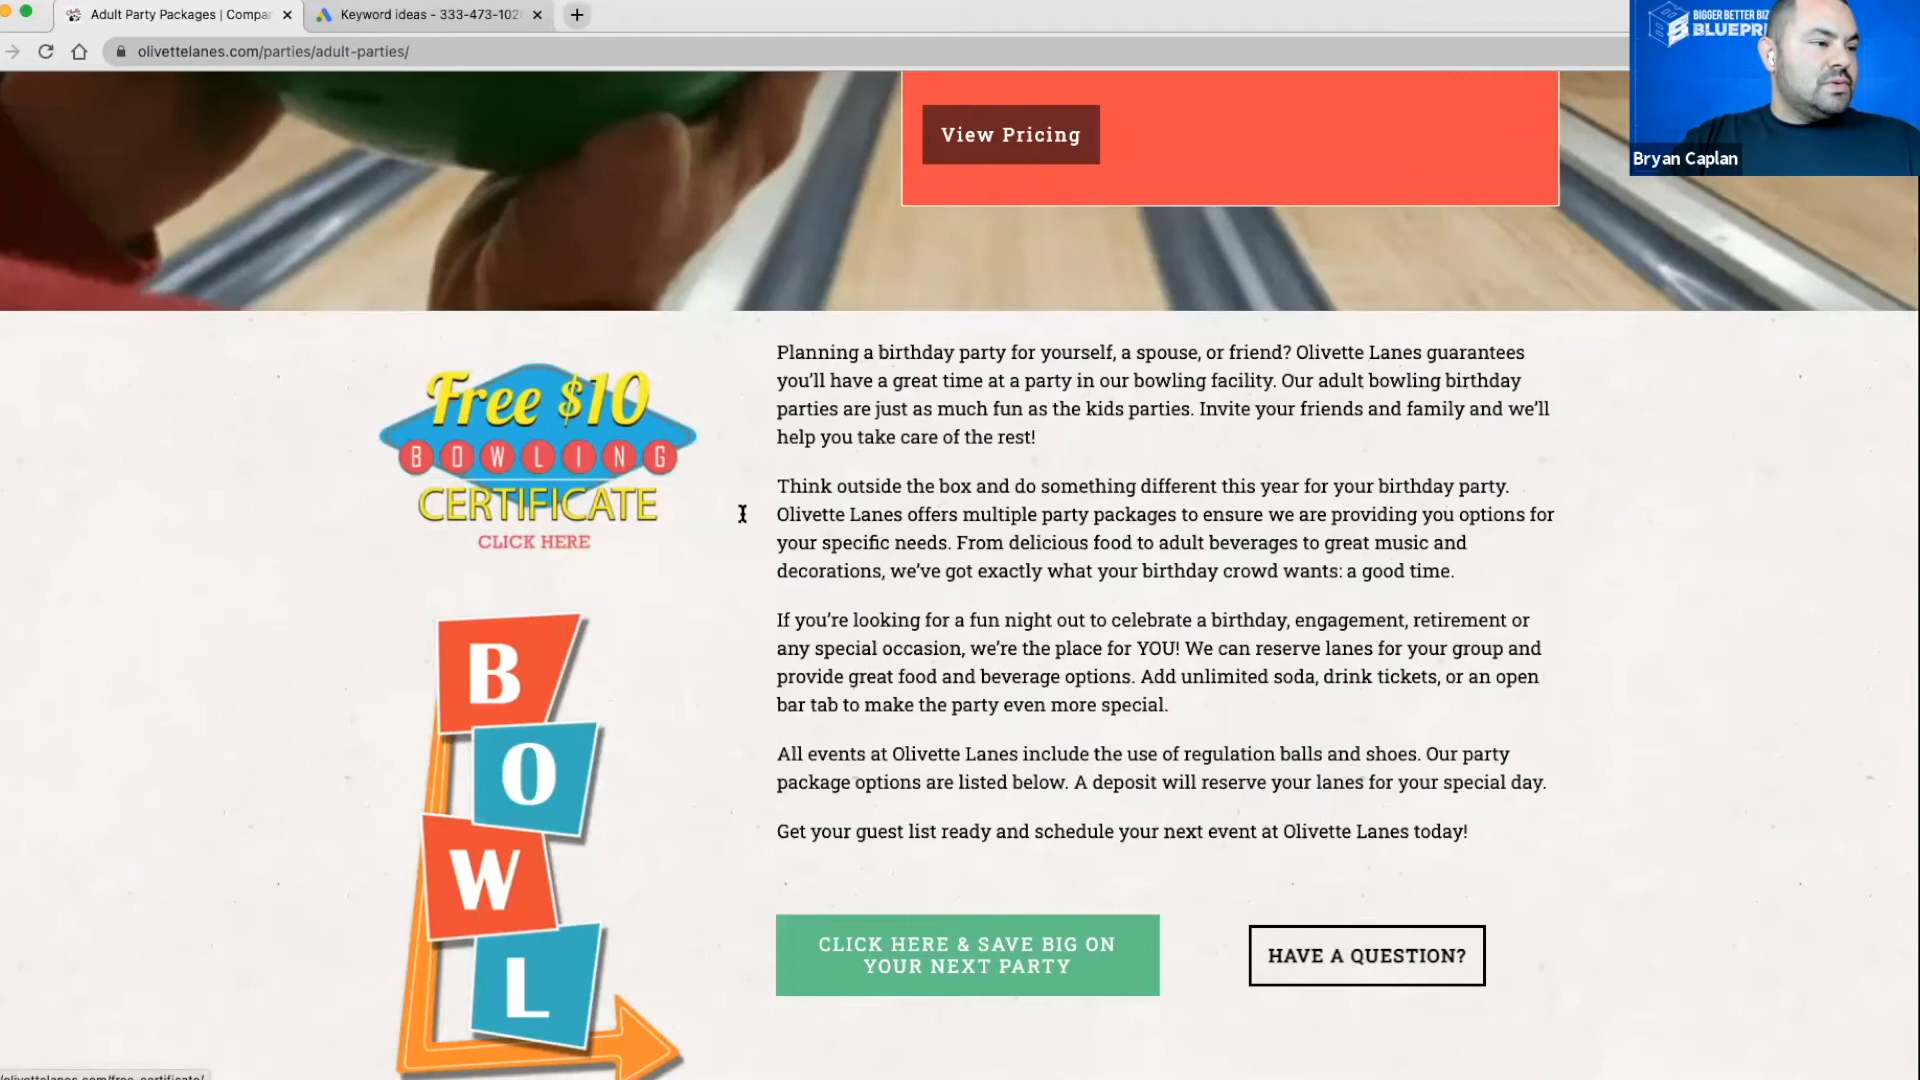 Adult Party Packages | Compar
Keyword ideas - 333-473-102
olivettelanes.com/parties/adult-parties/
BIGGER BETTER BIZ
BLUEPRI
Bryan Caplan
View Pricing
Free $10
BOWLING
CERTIFICATE
CLICK HERE
BOWL
Planning a birthday party for yourself, a spouse, or friend? Olivette Lanes guarantees
you'll have a great time at a party in our bowling facility. Our adult bowling birthday
parties are just as much fun as the kids parties. Invite your friends and family and we'll
help you take care of the rest!
Think outside the box and do something different this year for your birthday party.
Olivette Lanes offers multiple party packages to ensure we are providing you options for
your specific needs. From delicious food to adult beverages to great music and
decorations, we've got exactly what your birthday crowd wants: a good time.
If you're looking for a fun night out to celebrate a birthday, engagement, retirement or
any special occasion, we're the place for YOU! We can reserve lanes for your group and
provide great food and beverage options. Add unlimited soda, drink tickets, or an open
bar tab to make the party even more special.
All events at Olivette Lanes include the use of regulation balls and shoes. Our party
package options are listed below. A deposit will reserve your lanes for your special day.
Get your guest list ready and schedule your next event at Olivette Lanes today!
CLICK HERE & SAVE BIG ON
YOUR NEXT PARTY
HAVE A QUESTION?